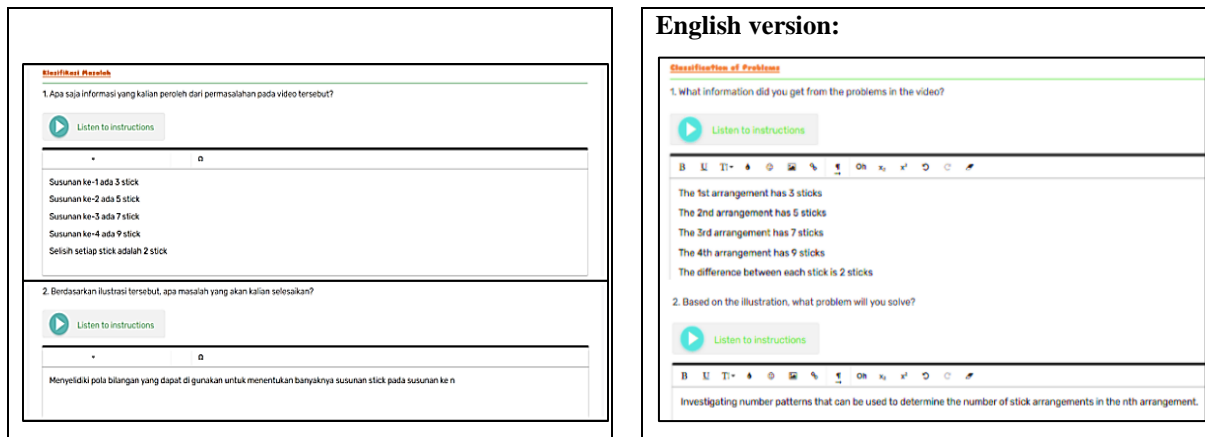 Klasifikasi Masalah
1. Apa saja informasi yang kalian peroleh dari permasalahan pada video tersebut?
Listen to instructions
Ω
Susunan ke-1 ada 3 stick
Susunan ke-2 ada 5 stick
Susunan ke-3 ada 7 stick
Susunan ke-4 ada 9 stick
Selisih setiap stick adalah 2 stick
2. Berdasarkan ilustrasi tersebut, apa masalah yang akan kalian selesaikan?
Listen to instructions
Ω
Menyelidiki pola bilangan yang dapat di gunakan untuk menentukan banyaknya susunan stick pada susunan ke n
English version:
Classification of Problems
1. What information did you get from the problems in the video?
Listen to instructions
B U T ¶ Oh x₂ x²
The 1st arrangement has 3 sticks
The 2nd arrangement has 5 sticks
The 3rd arrangement has 7 sticks
The 4th arrangement has 9 sticks
The difference between each stick is 2 sticks
2. Based on the illustration, what problem will you solve?
Listen to instructions
B U T ¶ Oh x₂ x²
Investigating number patterns that can be used to determine the number of stick arrangements in the nth arrangement.